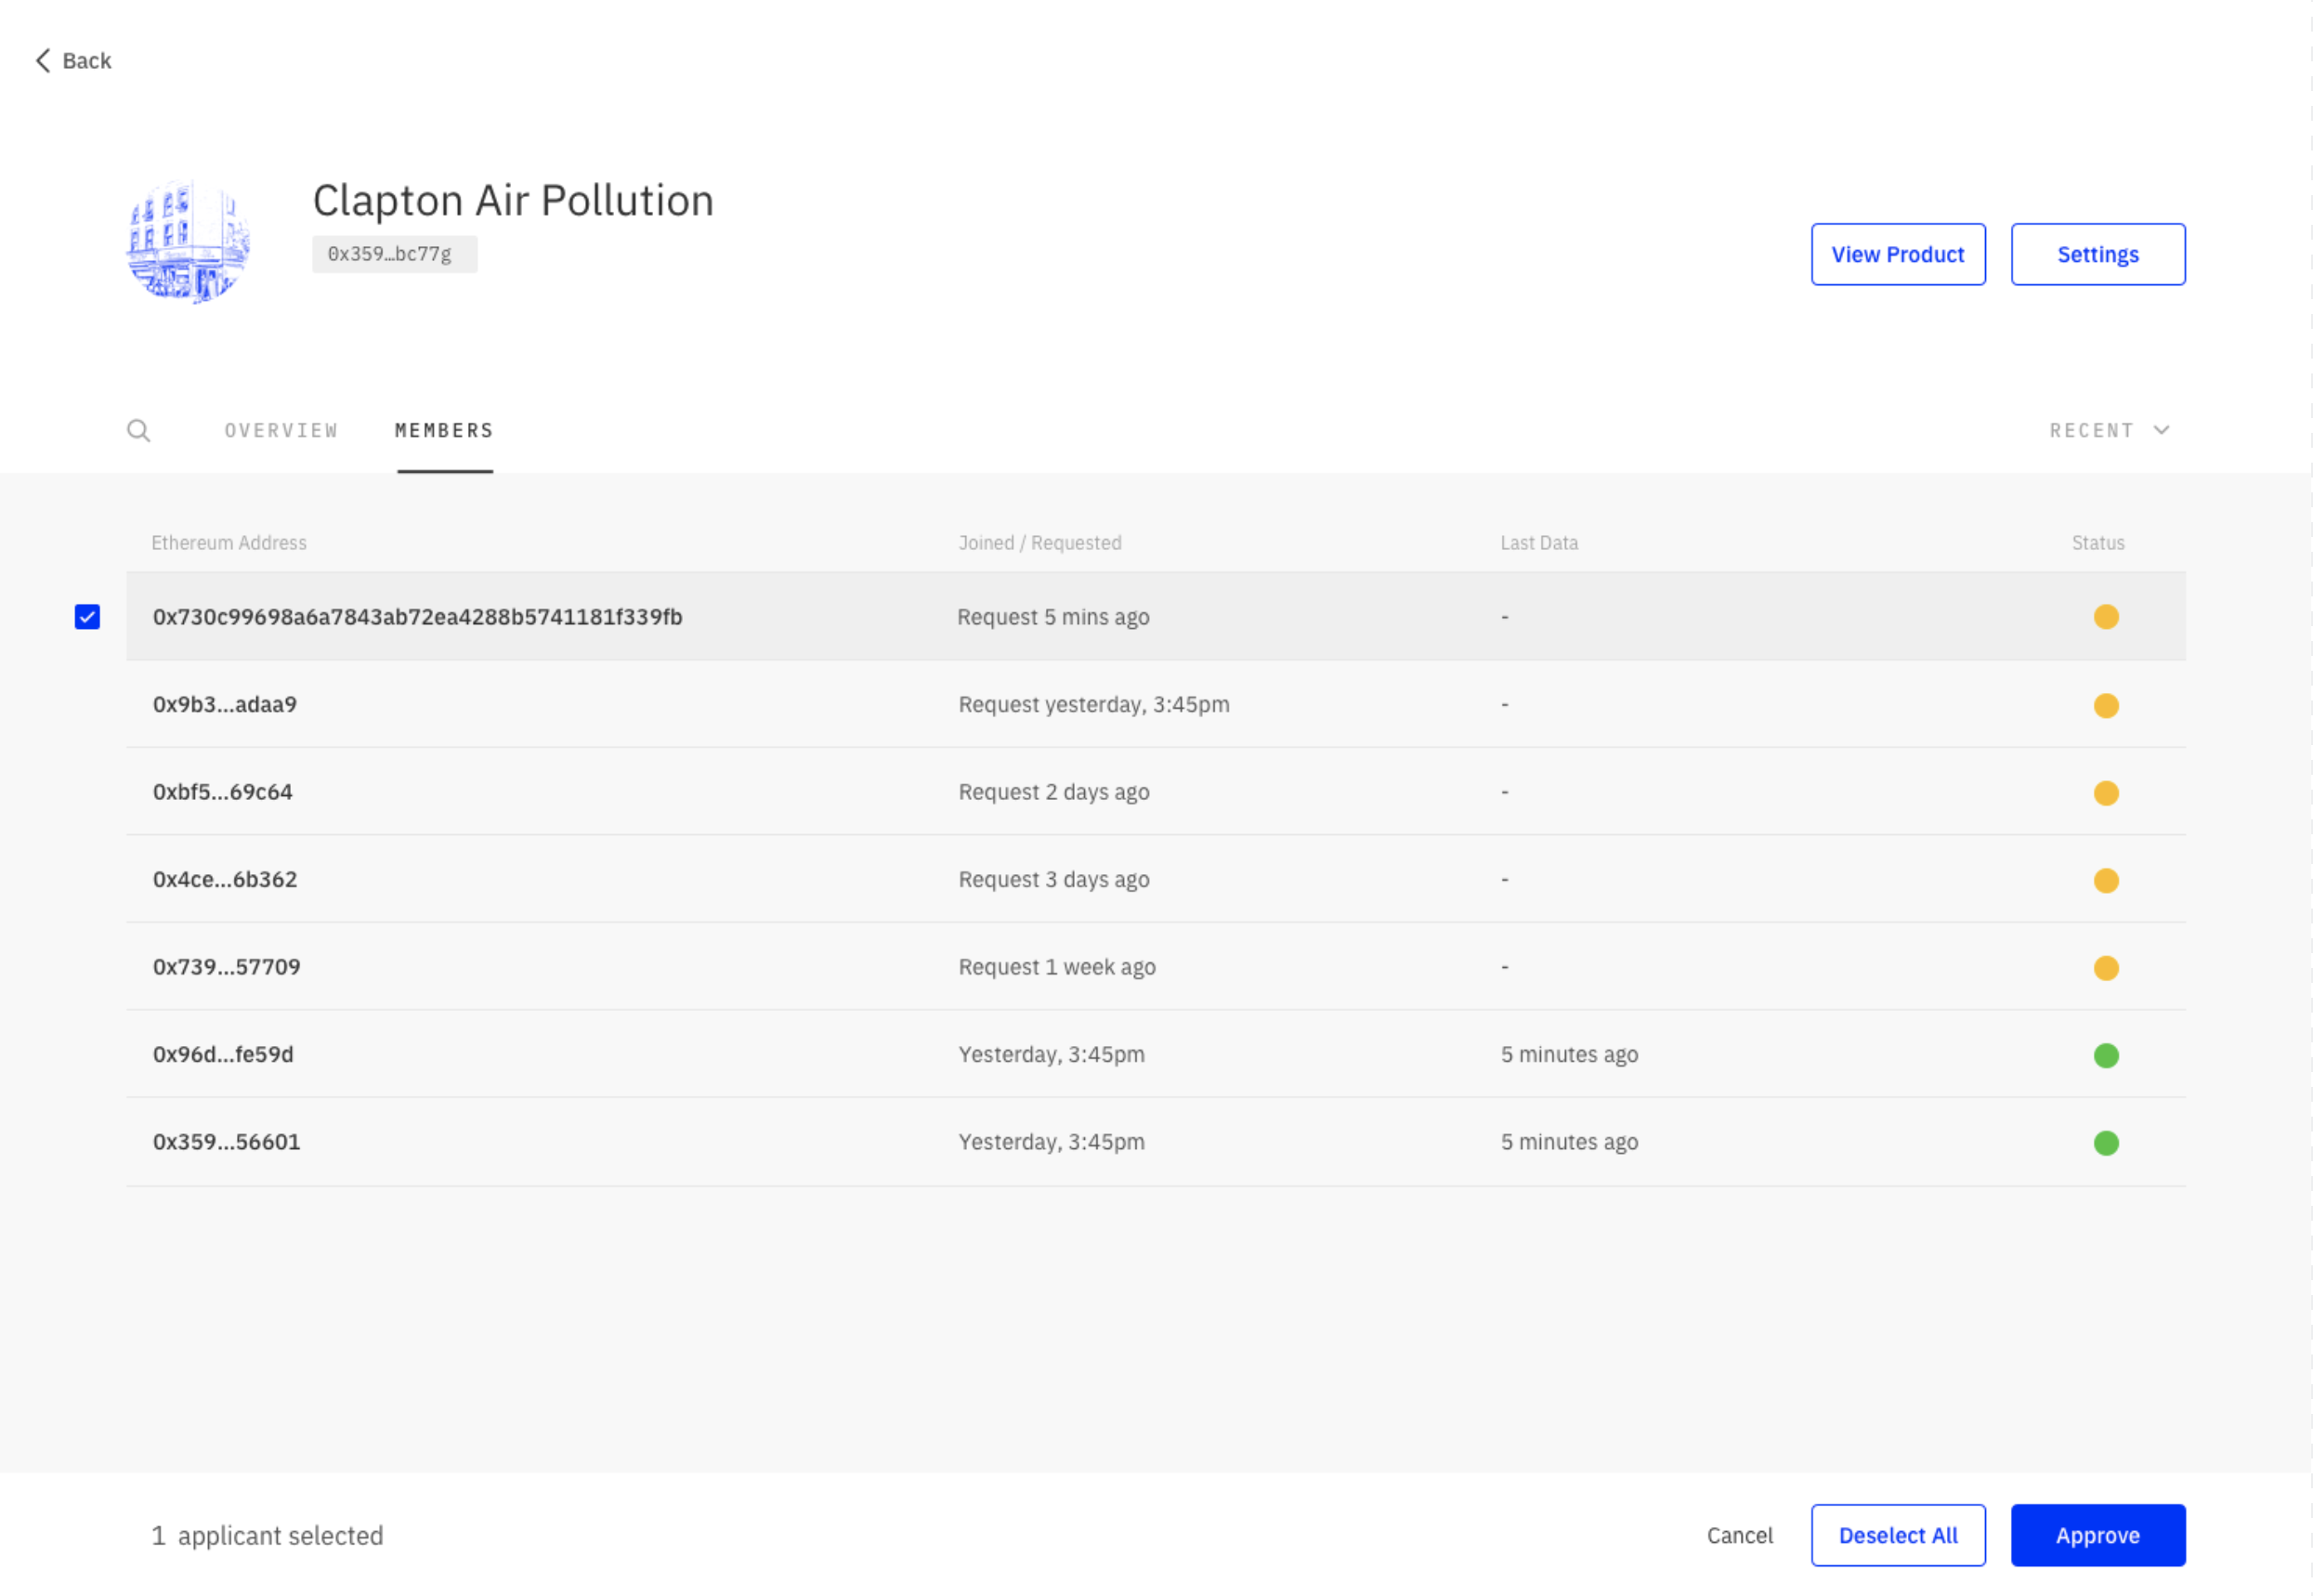 Back
Clapton Air Pollution
0x359…bc77g
View Product
Settings
OVERVIEW
MEMBERS
RECENT
Ethereum Address Joined / Requested Last Data Status
0x730c99698a6a7843ab72ea4288b5741181f339fb Request 5 mins ago -
0x9b3...adaa9 Request yesterday, 3:45pm -
0xbf5...69c64 Request 2 days ago -
0x4ce...6b362 Request 3 days ago -
0x739...57709 Request 1 week ago -
0x96d...fe59d Yesterday, 3:45pm 5 minutes ago
0x359...56601 Yesterday, 3:45pm 5 minutes ago
1 applicant selected
Cancel
Deselect All
Approve